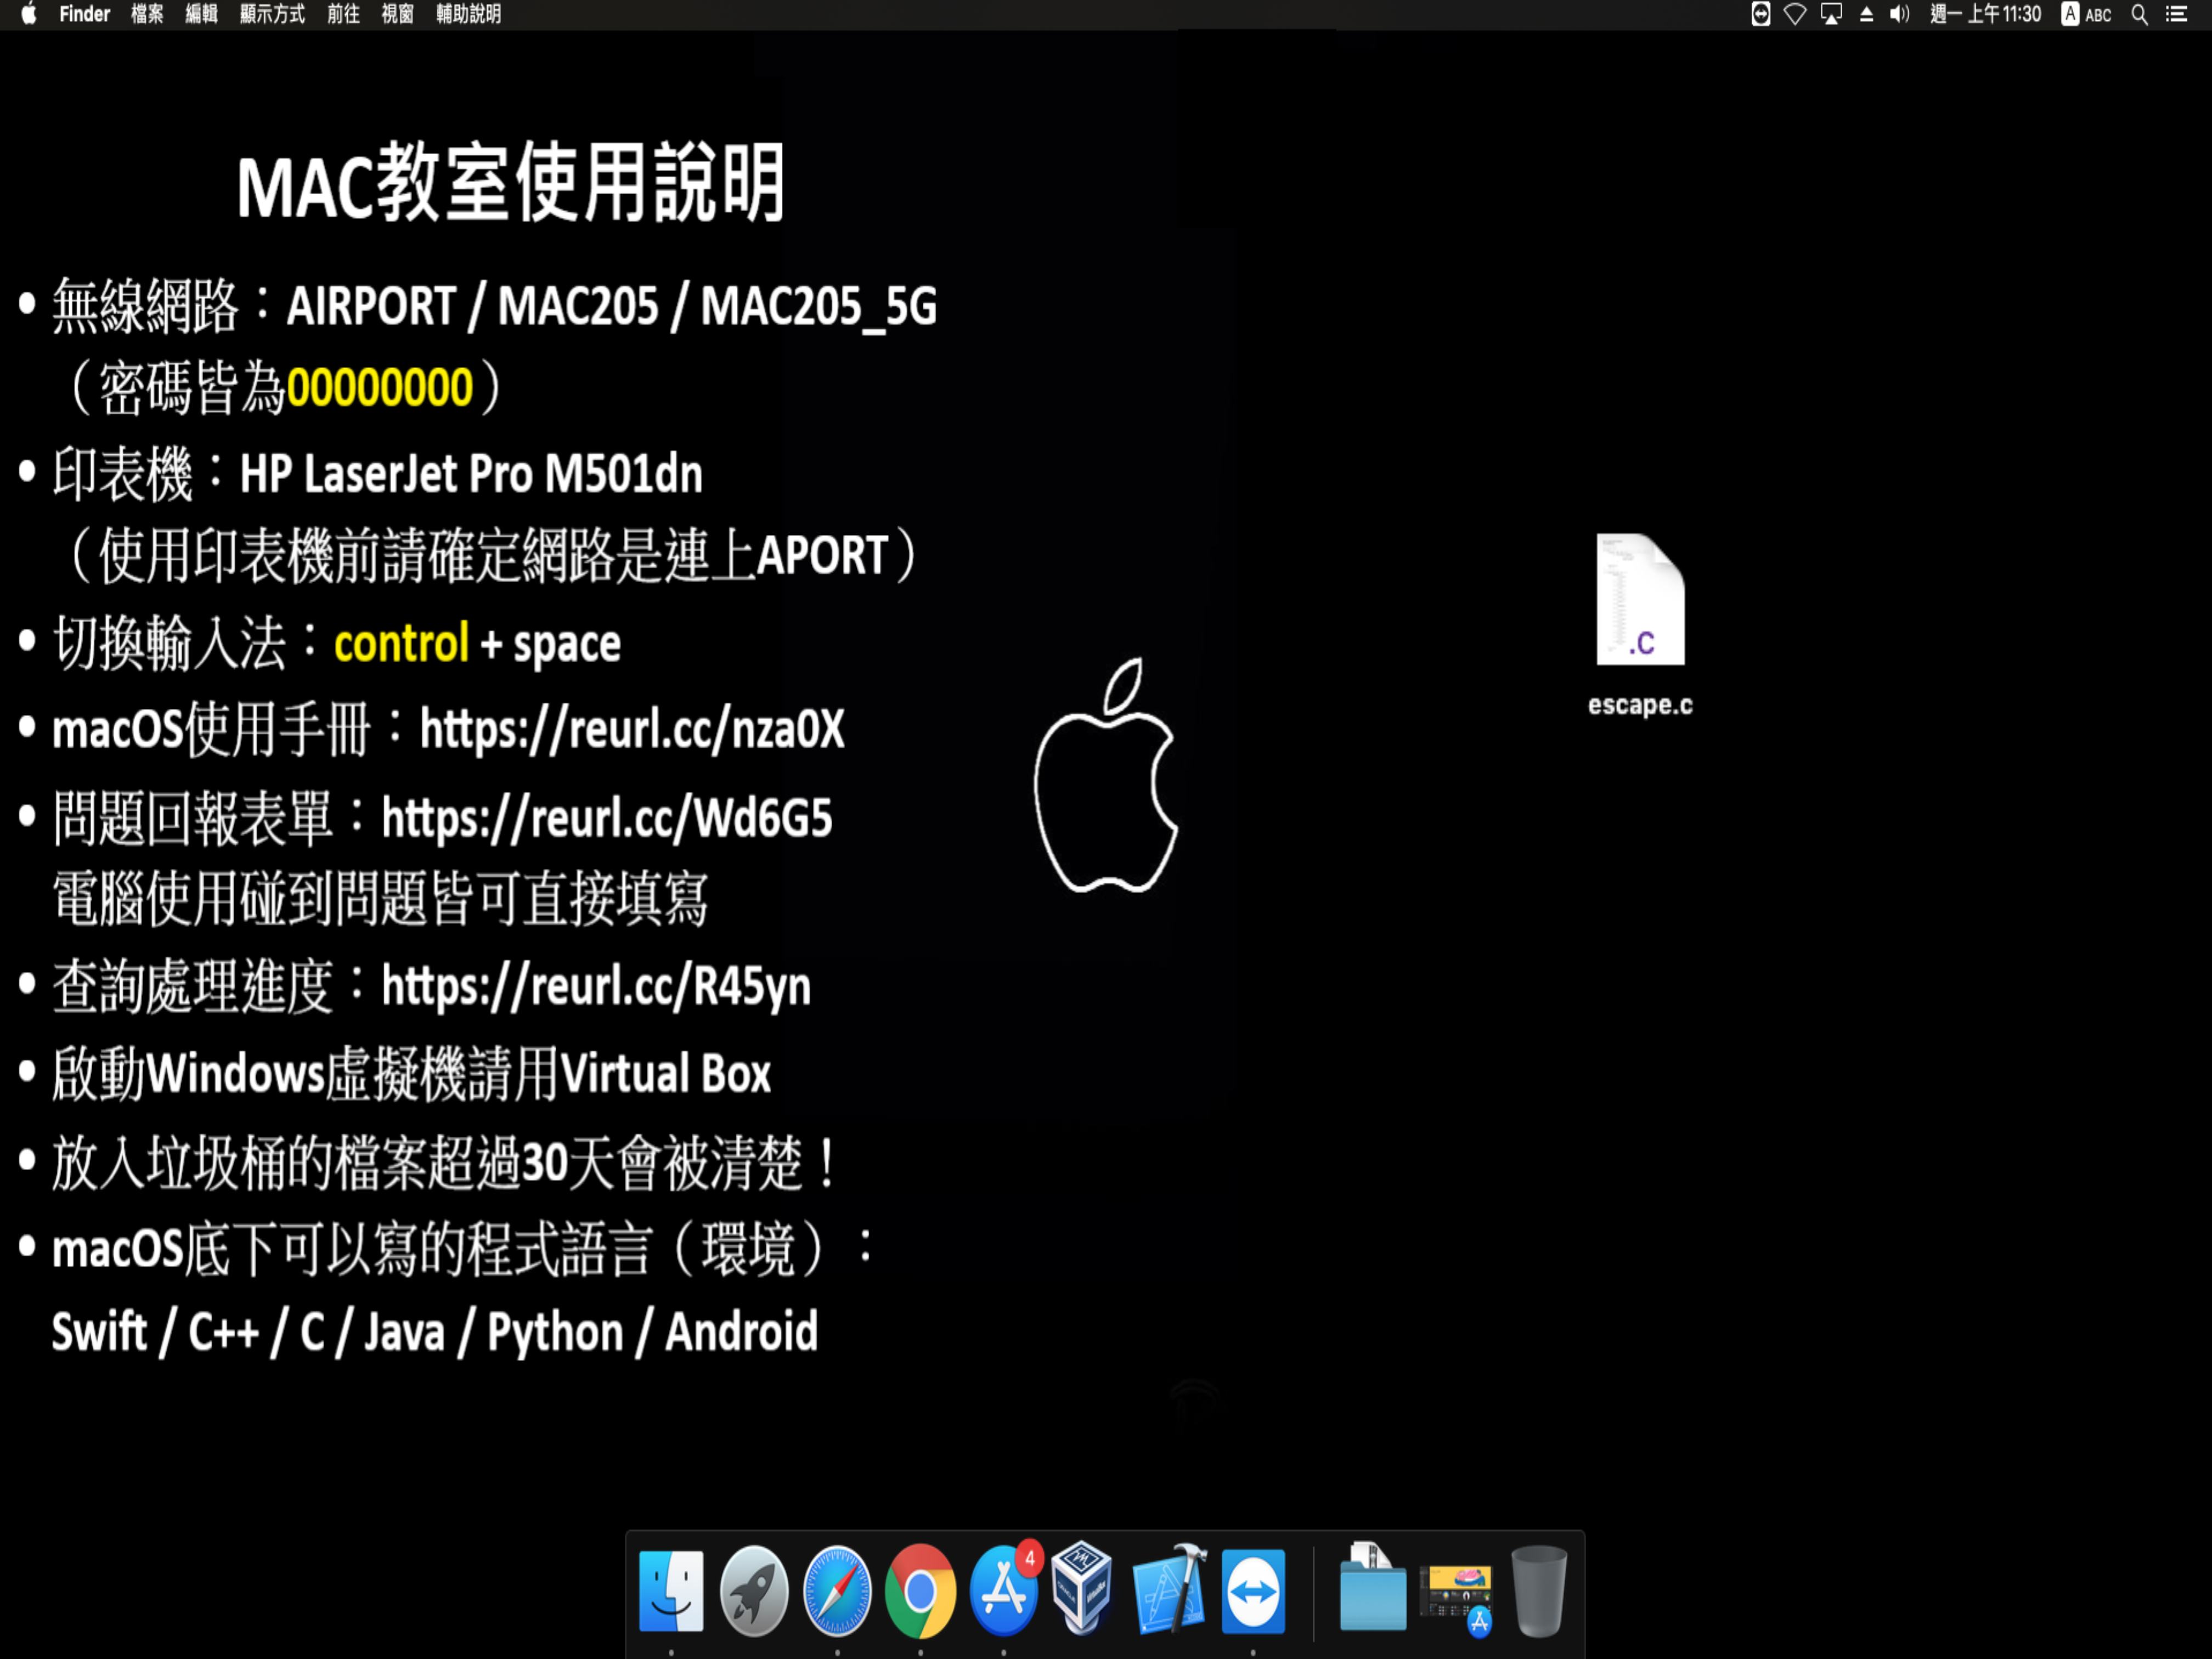 Finder 檔案 編輯 顯示方式 前往 視窗 輔助說明
週一 上午11:30 A ABC
MAC教室使用說明
• 無線網路：AIRPORT / MAC205 / MAC205_5G
（密碼皆為00000000）
• 印表機：HP LaserJet Pro M501dn
（使用印表機前請確定網路是連上APORT）
• 切換輸入法：control + space
• macOS使用手冊：https://reurl.cc/nza0X
• 問題回報表單：https://reurl.cc/Wd6G5
電腦使用碰到問題皆可直接填寫
• 查詢處理進度：https://reurl.cc/R45yn
• 啟動Windows虛擬機請用Virtual Box
• 放入垃圾桶的檔案超過30天會被清楚！
• macOS底下可以寫的程式語言（環境）：
Swift / C++ / C / Java / Python / Android
.C
escape.c
4